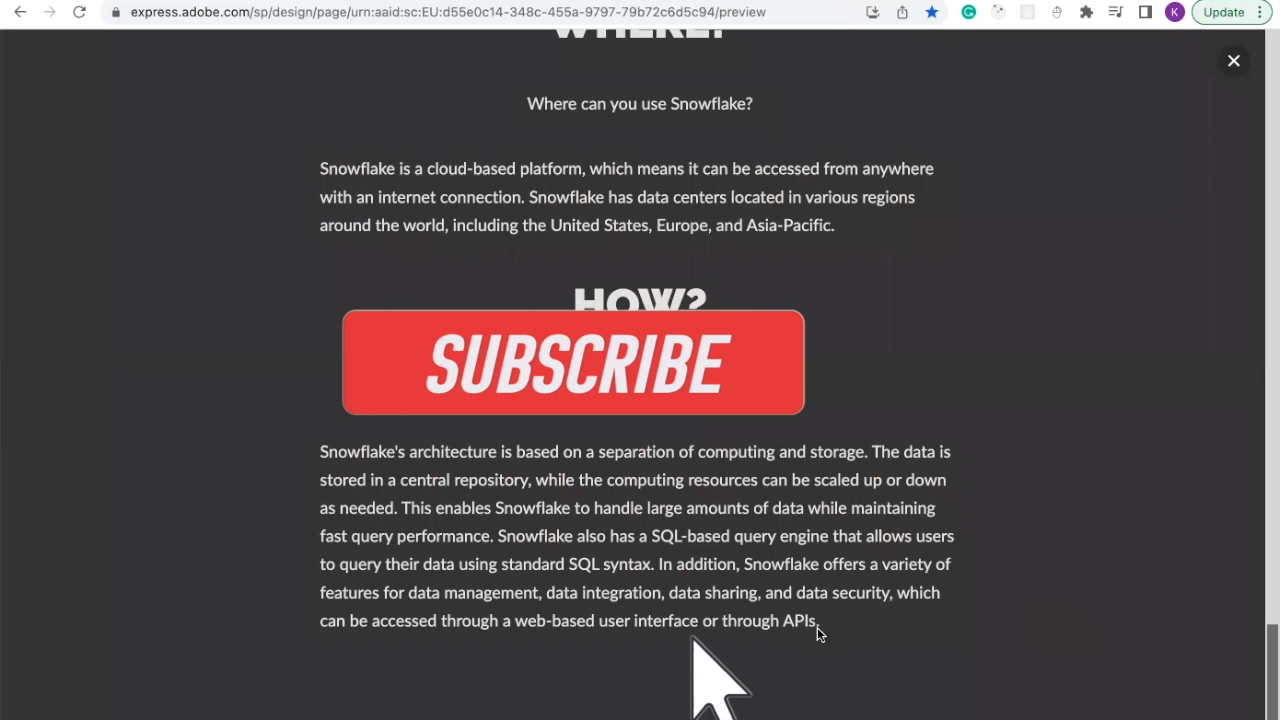 express.adobe.com/sp/design/page/urn:aaid:sc:EU:d55e0c14-348c-455a-9797-79b72c6d5c94/preview
K
Update
WHERE?
Where can you use Snowflake?
Snowflake is a cloud-based platform, which means it can be accessed from anywhere
with an internet connection. Snowflake has data centers located in various regions
around the world, including the United States, Europe, and Asia-Pacific.
HOW?
SUBSCRIBE
Snowflake's architecture is based on a separation of computing and storage. The data is
stored in a central repository, while the computing resources can be scaled up or down
as needed. This enables Snowflake to handle large amounts of data while maintaining
fast query performance. Snowflake also has a SQL-based query engine that allows users
to query their data using standard SQL syntax. In addition, Snowflake offers a variety of
features for data management, data integration, data sharing, and data security, which
can be accessed through a web-based user interface or through APIs.